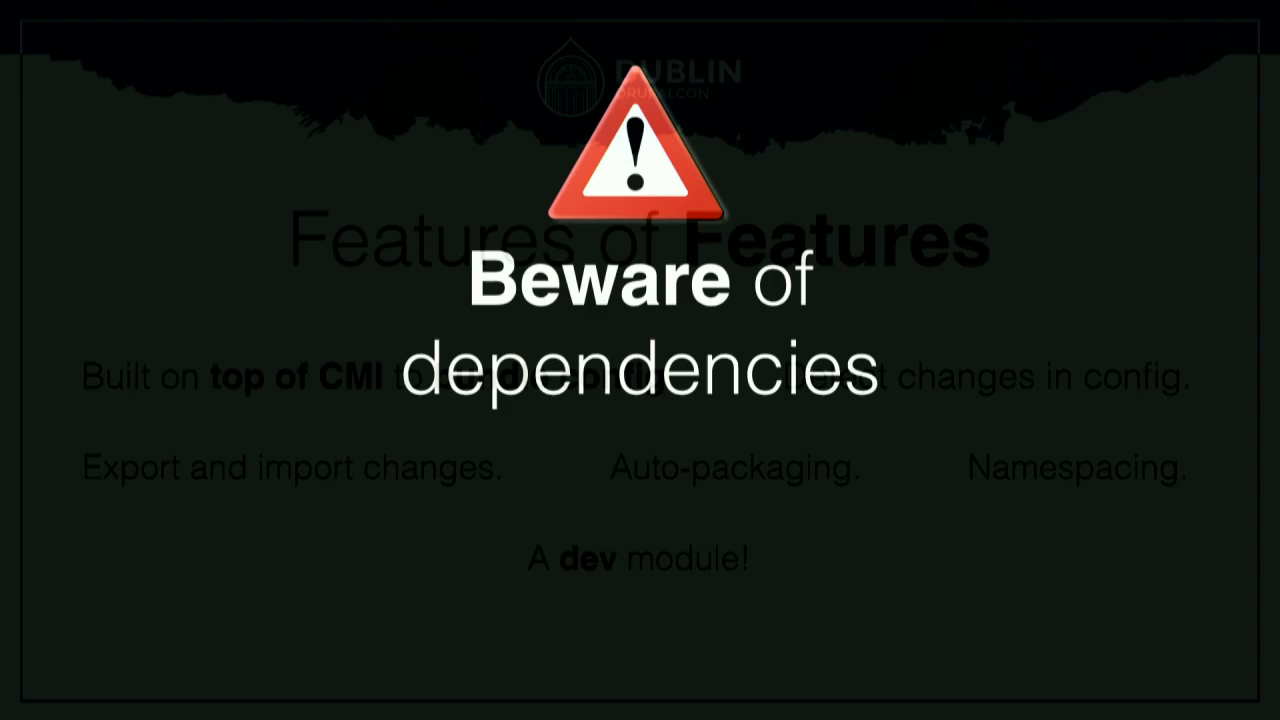 DUBLIN
DRUPALCON
Features of Features
Beware of
dependencies
Built on top of CMI changes in config.
Export and import changes. Auto-packaging. Namespacing.
A dev module!